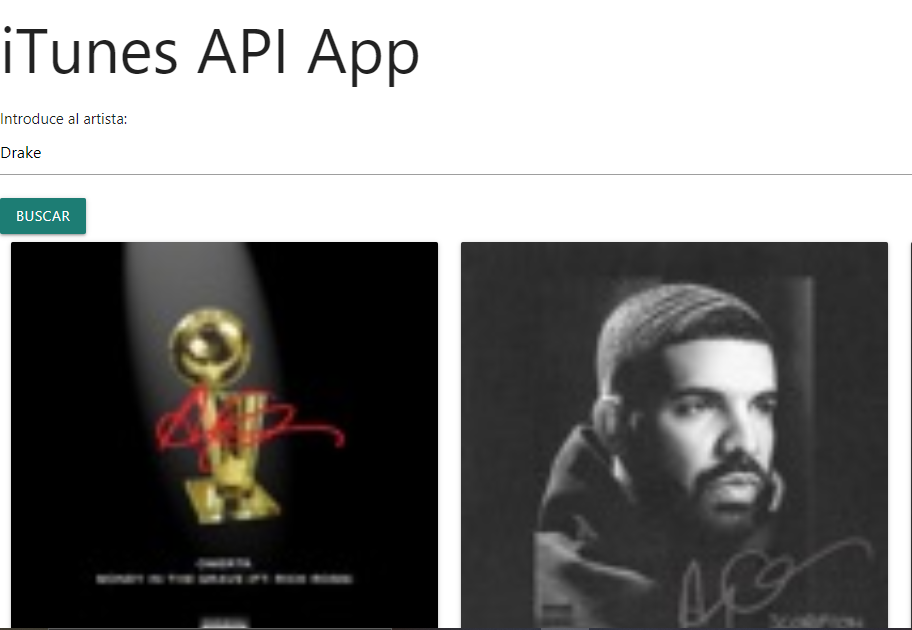 iTunes API App
Introduce al artista:
Drake
BUSCAR
OMERTA
MONEY IN THE GRAVE (FT RICK ROSS)
SCORPION